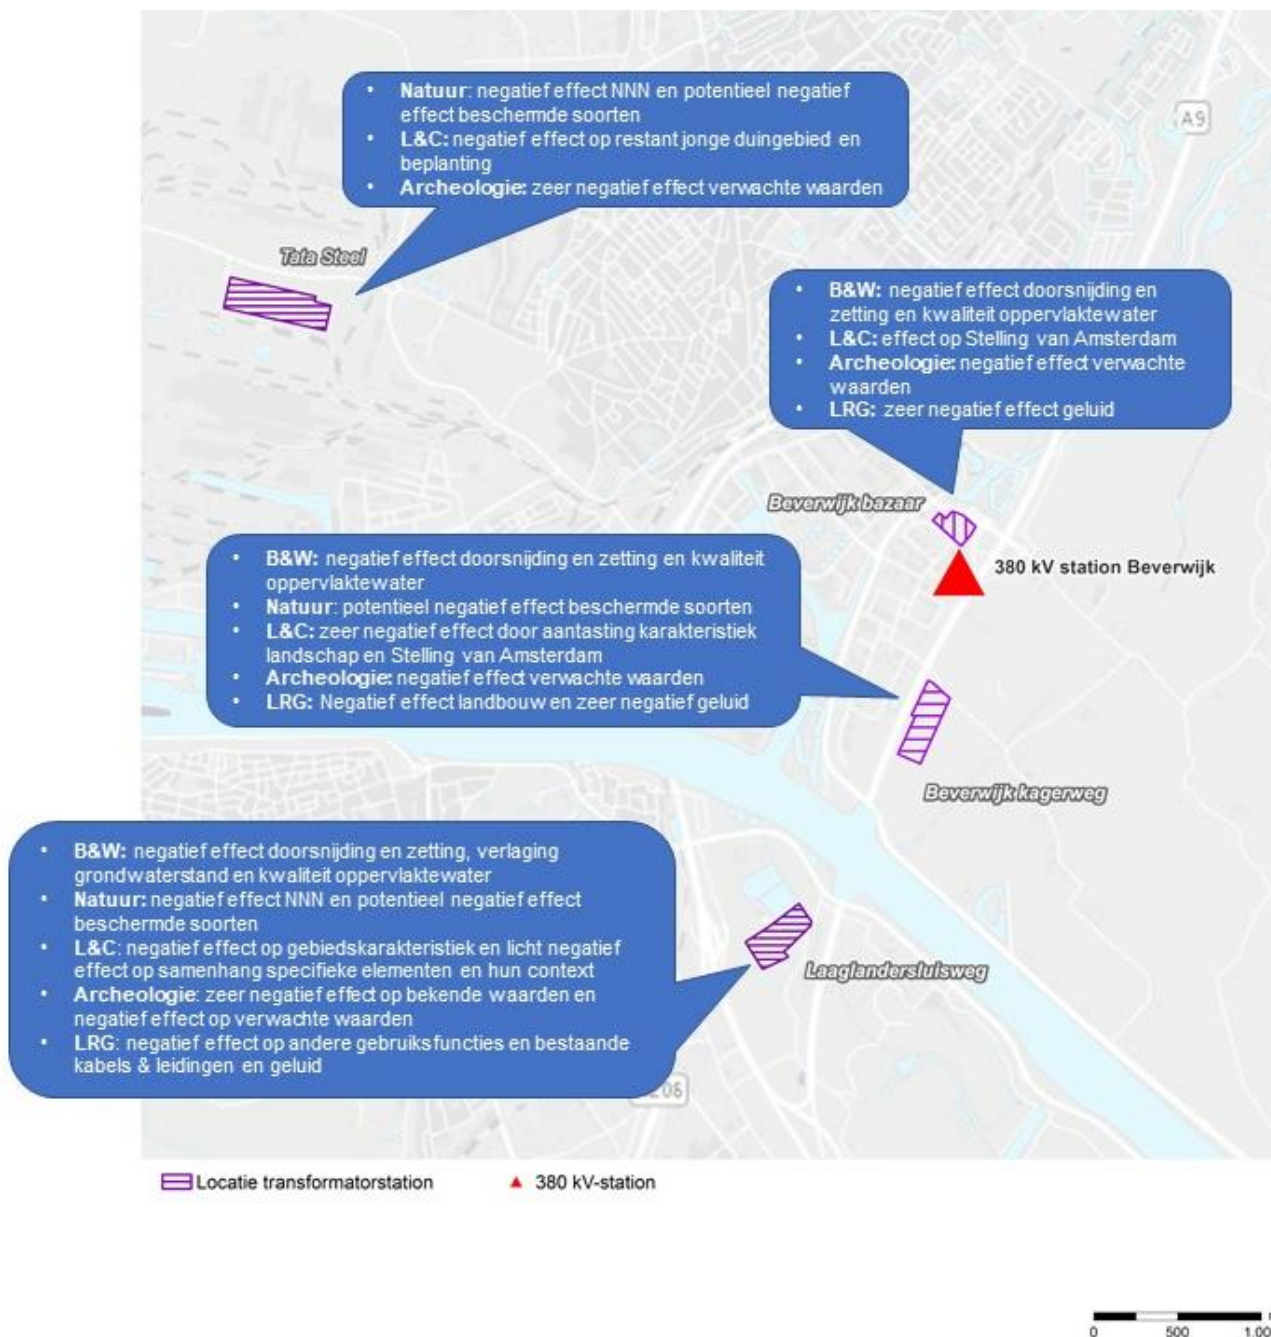 • Natuur: negatief effect NNN en potentieel negatief
effect beschermde soorten
• L&C: negatief effect op restant jonge duingebied en
beplanting
• Archeologie: zeer negatief effect verwachte waarden
A9
Tata Steel
• B&W: negatief effect doorsnijding en
zetting en kwaliteit oppervlaktewater
• L&C: effect op Stelling van Amsterdam
• Archeologie: negatief effect verwachte
waarden
• LRG: zeer negatief effect geluid
Beverwijk bazaar
380 kV station Beverwijk
• B&W: negatief effect doorsnijding en zetting en kwaliteit
oppervlaktewater
• Natuur: potentieel negatief effect beschermde soorten
• L&C: zeer negatief effect door aantasting karakteristiek
landschap en Stelling van Amsterdam
• Archeologie: negatief effect verwachte waarden
• LRG: Negatief effect landbouw en zeer negatief geluid
Beverwijk kagerweg
• B&W: negatief effect doorsnijding en zetting, verlaging
grondwaterstand en kwaliteit oppervlaktewater
• Natuur: negatief effect NNN en potentieel negatief effect
beschermde soorten
• L&C: negatief effect op gebiedskarakteristiek en licht negatief
effect op samenhang specifieke elementen en hun context
• Archeologie: zeer negatief effect op bekende waarden en
negatief effect op verwachte waarden
• LRG: negatief effect op andere gebruiksfuncties en bestaande
kabels & leidingen en geluid
Laaglandersluisweg
Locatie transformatorstation
380 kV-station
0 500